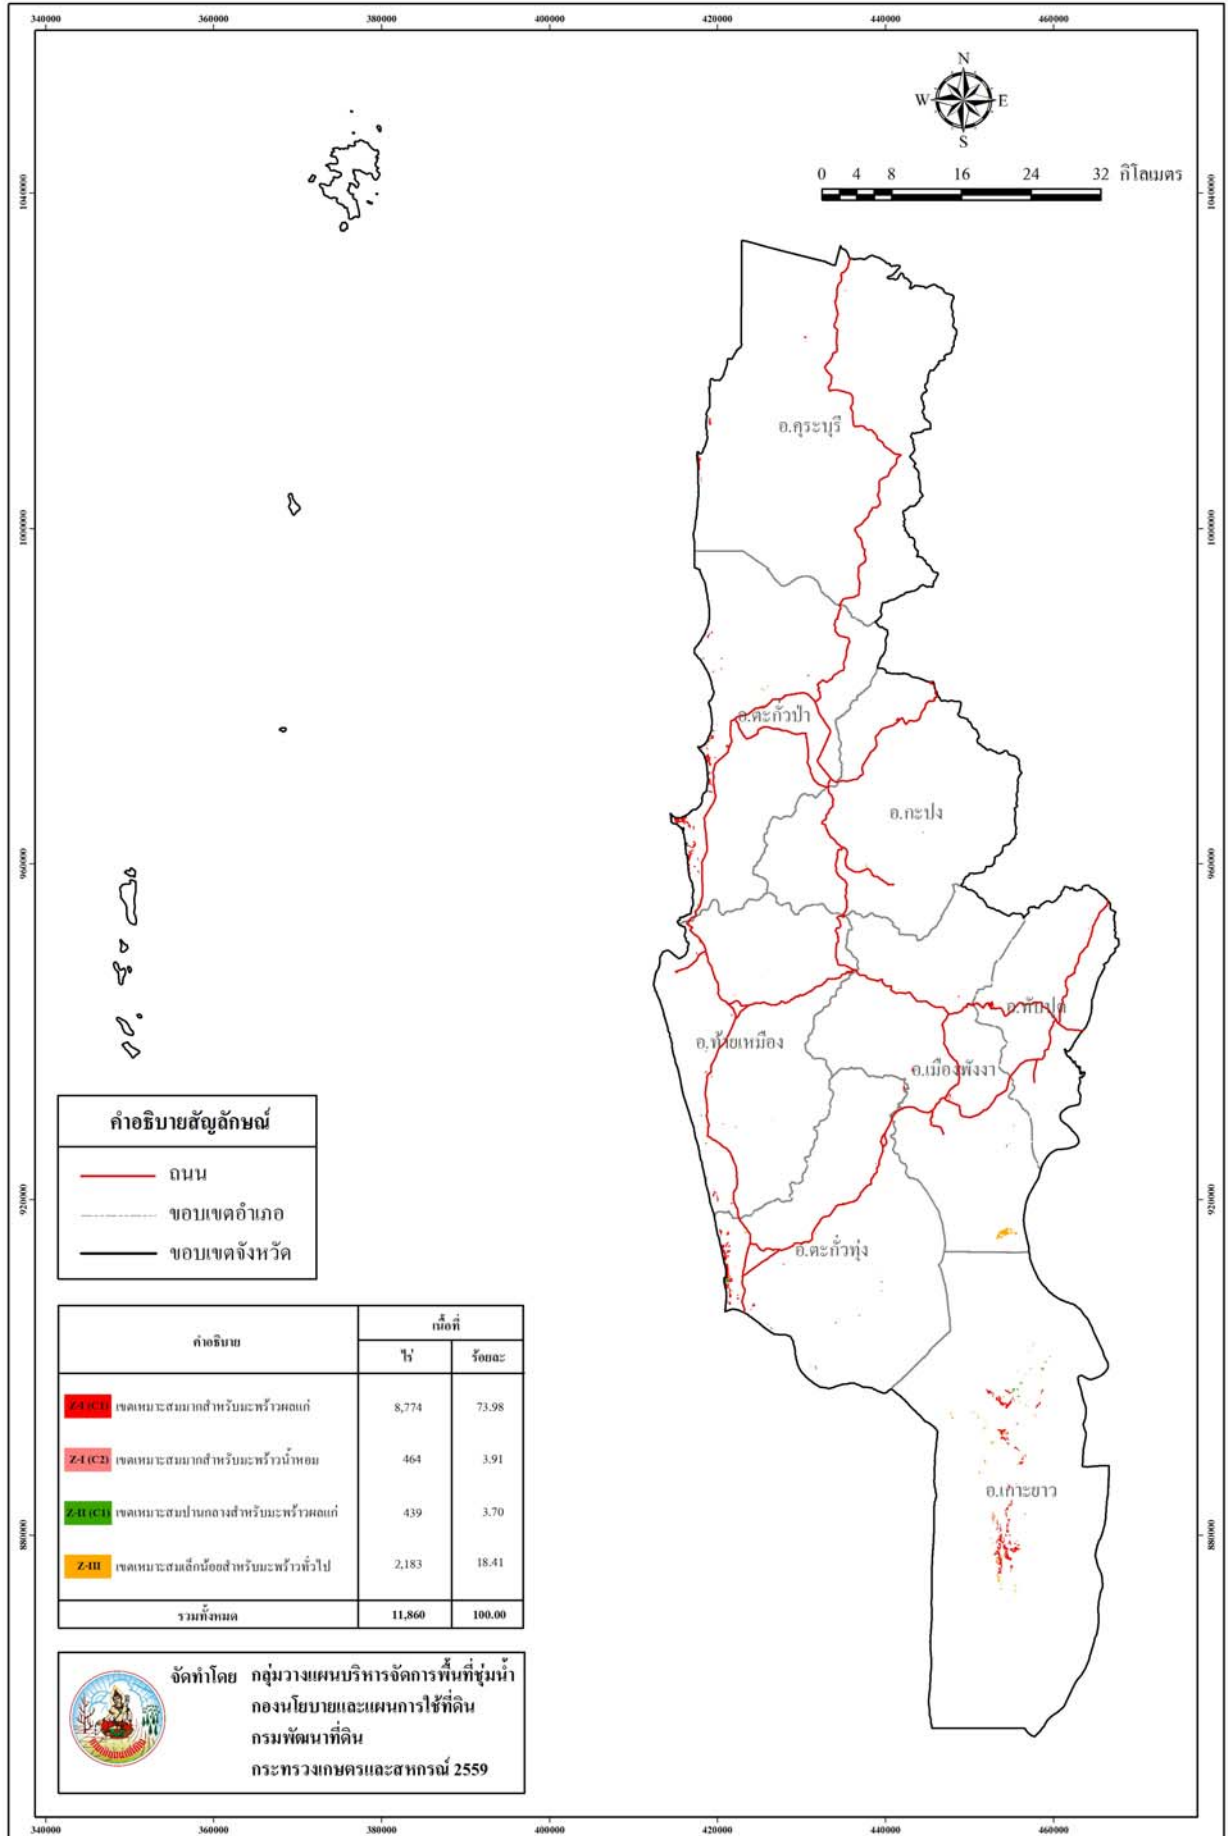 340000 360000 380000 400000 420000 440000 460000
N
W E
S
0 4 8 16 24 32 กิโลเมตร
1040000 1040000
อ.คุระบุรี
1000000 1000000
อ.ตะกั่วป่า
อ.กะปง
960000 960000
อ.ทับปุด
อ.ท้ายเหมือง
อ.เมืองพังงา
คำอธิบายสัญลักษณ์
ถนน
ขอบเขตอำเภอ
ขอบเขตจังหวัด
920000 920000
อ.ตะกั่วทุ่ง
คำอธิบาย เนื้อที่
ไร่ ร้อยละ
Z-I (C1) เขตเหมาะสมมากสำหรับมะพร้าวผลแก่ 8,774 73.98
Z-I (C2) เขตเหมาะสมมากสำหรับมะพร้าวน้ำหอม 464 3.91
Z-II (C1) เขตเหมาะสมปานกลางสำหรับมะพร้าวผลแก่ 439 3.70
Z-III เขตเหมาะสมเล็กน้อยสำหรับมะพร้าวทั่วไป 2,183 18.41
รวมทั้งหมด 11,860 100.00
อ.เกาะยาว
880000 880000
จัดทำโดย กลุ่มวางแผนบริหารจัดการพื้นที่ชุ่มน้ำ
กองนโยบายและแผนการใช้ที่ดิน
กรมพัฒนาที่ดิน
กระทรวงเกษตรและสหกรณ์ 2559
340000 360000 380000 400000 420000 440000 460000